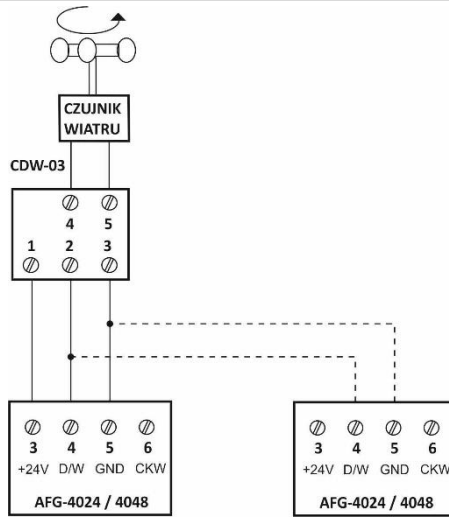 CZUJNIK
WIATRU
CDW-03
4 5
1 2 3
3 4 5 6
+24V D/W GND CKW
AFG-4024 / 4048
3 4 5 6
+24V D/W GND CKW
AFG-4024 / 4048